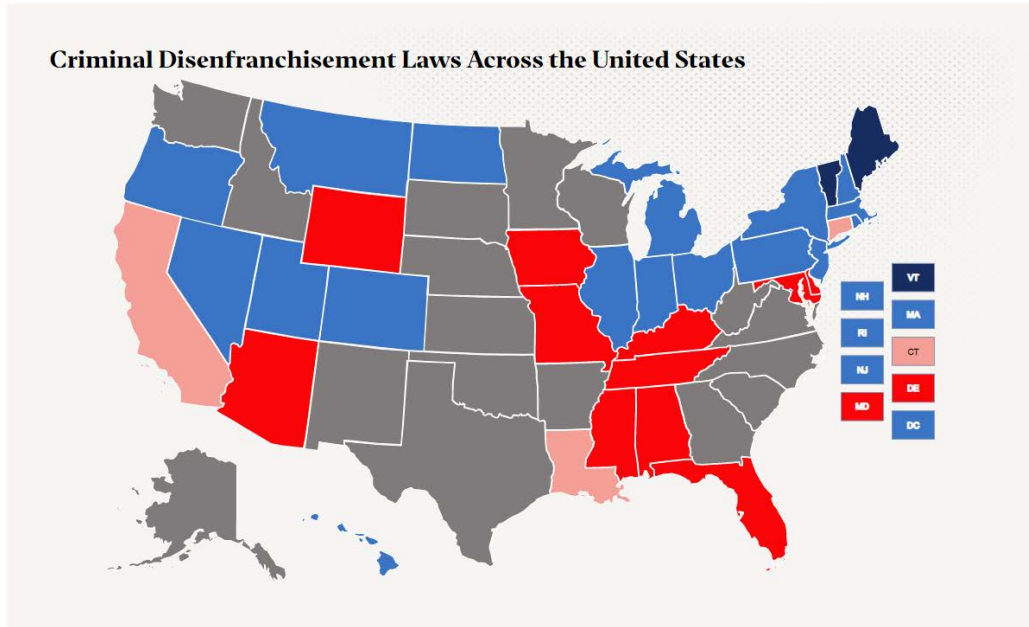 Criminal Disenfranchisement Laws Across the United States
VT
NH
MA
RI
CT
NJ
DE
MD
DC